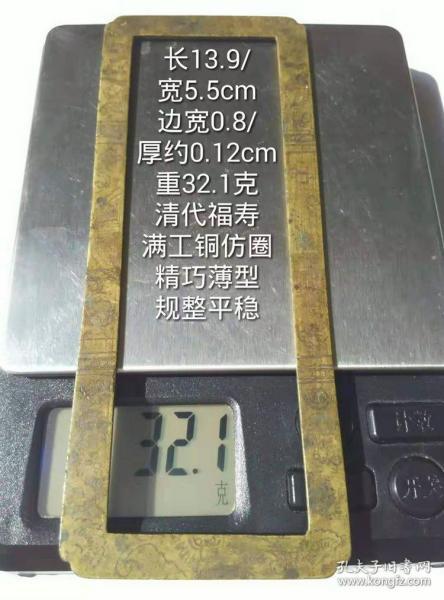 长13.9/
宽5.5cm
边宽0.8/
厚约0.12cm
重32.1克
清代福寿
满工铜仿圈
精巧薄型
规整平稳
32.1
克
计数
孔夫子旧书网
www.kongfz.com